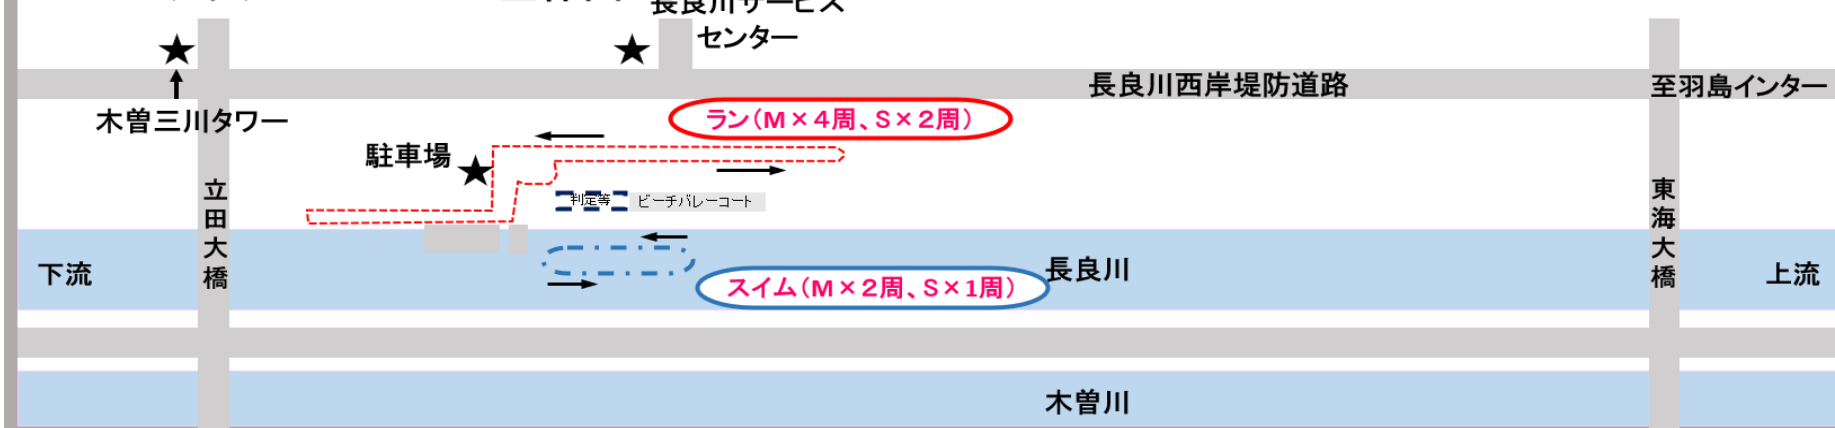 長良川サービス
センター
長良川西岸堤防道路
至羽島インター
木曽三川タワー
ラン(M×4周、S×2周)
駐車場
立田大橋
判定等
ビーチバレーコート
東海大橋
下流
長良川
上流
スイム(M×2周、S×1周)
木曽川